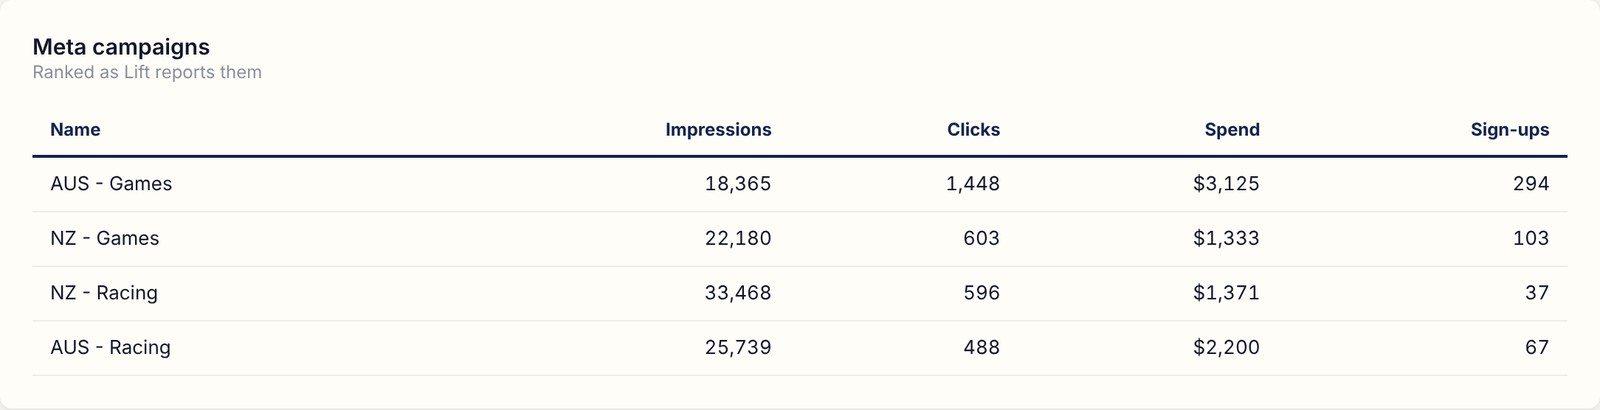 Meta campaigns
Ranked as Lift reports them
Name Impressions Clicks Spend Sign-ups
AUS - Games 18,365 1,448 $3,125 294
NZ - Games 22,180 603 $1,333 103
NZ - Racing 33,468 596 $1,371 37
AUS - Racing 25,739 488 $2,200 67